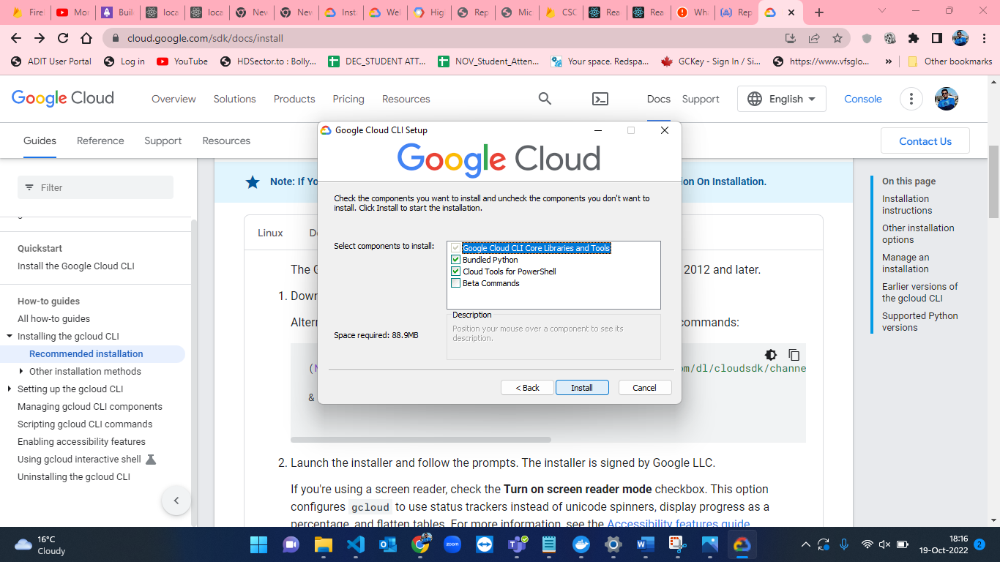 Fire
Mor
Buil
loca
loca
New
New
Inst
Wel
High
Rep
Mic
CSC
Rea
Rea
Wha
Rep
cloud.google.com/sdk/docs/install
ADIT User Portal
Log in
YouTube
HDSector.to : Bolly...
DEC_STUDENT ATT...
NOV_Student_Atten...
Your space. Redspa...
GCKey - Sign In / Si...
https://www.vfsglo...
»
Other bookmarks
Google Cloud
Overview
Solutions
Products
Pricing
Resources
Docs
Support
English
Console
Guides
Reference
Support
Resources
Contact Us
Filter
Quickstart
Install the Google Cloud CLI
How-to guides
All how-to guides
Installing the gcloud CLI
Recommended installation
Other installation methods
Setting up the gcloud CLI
Managing gcloud CLI components
Scripting gcloud CLI commands
Enabling accessibility features
Using gcloud interactive shell
Uninstalling the gcloud CLI
Note: If Yo
on On Installation.
Linux
D
The G
2012 and later.
1. Down
Altern
commands:
(N
om/dl/cloudsdk/channe
&
2. Launch the installer and follow the prompts. The installer is signed by Google LLC.
If you're using a screen reader, check the Turn on screen reader mode checkbox. This option
configures gcloud to use status trackers instead of unicode spinners, display progress as a
percentage, and flatten tables. For more information, see the Accessibility features guide
Google Cloud CLI Setup
Google Cloud
Check the components you want to install and uncheck the components you don't want to
install. Click Install to start the installation.
Select components to install:
Google Cloud CLI Core Libraries and Tools
Bundled Python
Cloud Tools for PowerShell
Beta Commands
Description
Position your mouse over a component to see its
description.
Space required: 88.9MB
< Back
Install
Cancel
On this page
Installation
instructions
Other installation
options
Manage an
installation
Earlier versions of
the gcloud CLI
Supported Python
versions
16°C
Cloudy
zoom
18:16
19-Oct-2022
2